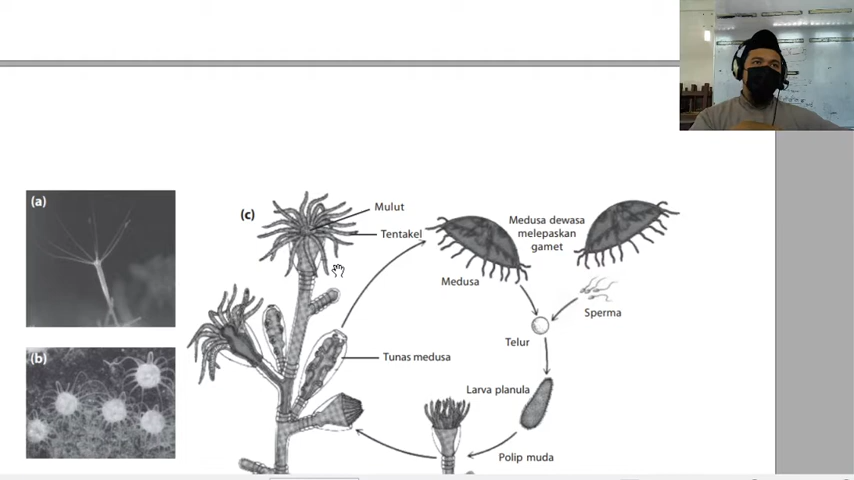 (a)
(b)
(c)
Mulut
Tentakel
Medusa dewasa
melepaskan
gamet
Medusa
Sperma
Telur
Tunas medusa
Larva planula
Polip muda